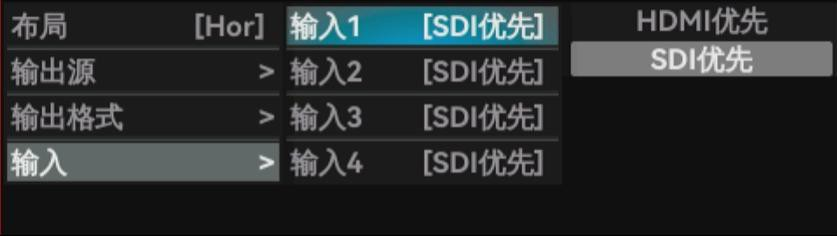 布局 [Hor]
输出源 >
输出格式 >
输入 >
输入1 [SDI优先]
输入2 [SDI优先]
输入3 [SDI优先]
输入4 [SDI优先]
HDMI优先
SDI优先